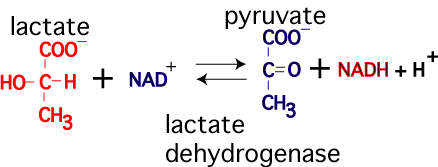 lactate
COO⁻
HO-C-H
CH₃
+
NAD⁺
pyruvate
COO⁻
C=O
CH₃
+ NADH + H⁺
lactate
dehydrogenase